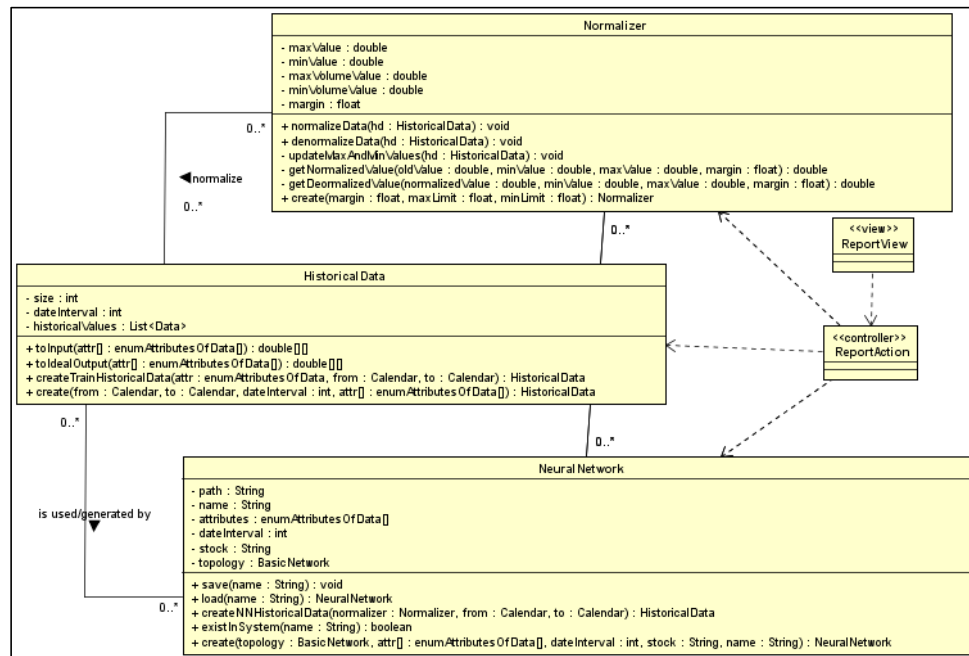 Normalizer
- maxValue : double
- minValue : double
- maxVolumeValue : double
- minVolumeValue : double
- margin : float
+ normalizeData(hd : HistoricalData) : void
+ denormalizeData(hd : HistoricalData) : void
- updateMaxAndMinValues(hd : HistoricalData) : void
- getNormalizedValue(oldValue : double, minValue : double, maxValue : double, margin : float) : double
- getDeormalizedValue(normalizedValue : double, minValue : double, maxValue : double, margin : float) : double
+ create(margin : float, maxLimit : float, minLimit : float) : Normalizer
0..*
normalize
0..*
0..*
<<view>>
ReportView
HistoricalData
- size : int
- dateInterval : int
- historicalValues : List<Data>
+ toInput(attr[] : enumAttributesOfData[]) : double[][]
+ toIdealOutput(attr[] : enumAttributesOfData[]) : double[][]
+ createTrainHistoricalData(attr : enumAttributesOfData, from : Calendar, to : Calendar) : HistoricalData
+ create(from : Calendar, to : Calendar, dateInterval : int, attr[] : enumAttributesOfData[]) : HistoricalData
<<controller>>
ReportAction
0..*
0..*
is used/generated by
0..*
NeuralNetwork
- path : String
- name : String
- attributes : enumAttributesOfData[]
- dateInterval : int
- stock : String
- topology : BasicNetwork
+ save(name : String) : void
+ load(name : String) : NeuralNetwork
+ createNNHistoricalData(normalizer : Normalizer, from : Calendar, to : Calendar) : HistoricalData
+ existInSystem(name : String) : boolean
+ create(topology : BasicNetwork, attr[] : enumAttributesOfData[], dateInterval : int, stock : String, name : String) : NeuralNetwork